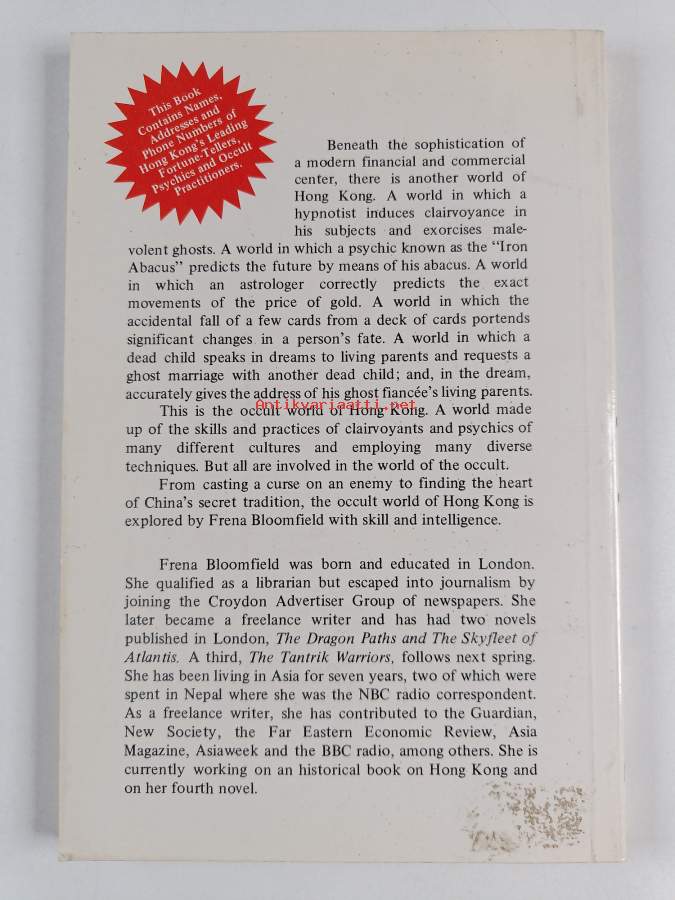 This Book
Contains Names,
Addresses and
Phone Numbers of
Hong Kong's Leading
Fortune-Tellers,
Psychics and Occult
Practitioners.
Beneath the sophistication of
a modern financial and commercial
center, there is another world of
Hong Kong. A world in which a
hypnotist induces clairvoyance in
his subjects and exorcises male-
volent ghosts. A world in which a psychic known as the "Iron
Abacus" predicts the future by means of his abacus. A world
in which an astrologer correctly predicts the exact
movements of the price of gold. A world in which the
accidental fall of a few cards from a deck of cards portends
significant changes in a person's fate. A world in which a
dead child speaks in dreams to living parents and requests a
ghost marriage with another dead child; and, in the dream,
accurately gives the address of his ghost fiancée's living parents.
This is the occult world of Hong Kong. A world made
Antikvariaatti.net
up of the skills and practices of clairvoyants and psychics of
many different cultures and employing many diverse
techniques. But all are involved in the world of the occult.
From casting a curse on an enemy to finding the heart
of China's secret tradition, the occult world of Hong Kong is
explored by Frena Bloomfield with skill and intelligence.
Frena Bloomfield was born and educated in London.
She qualified as a librarian but escaped into journalism by
joining the Croydon Advertiser Group of newspapers. She
later became a freelance writer and has had two novels
published in London, The Dragon Paths and The Skyfleet of
Atlantis. A third, The Tantrik Warriors, follows next spring.
She has been living in Asia for seven years, two of which were
spent in Nepal where she was the NBC radio correspondent.
As a freelance writer, she has contributed to the Guardian,
New Society, the Far Eastern Economic Review, Asia
Magazine, Asiaweek and the BBC radio, among others. She is
currently working on an historical book on Hong Kong and
on her fourth novel.